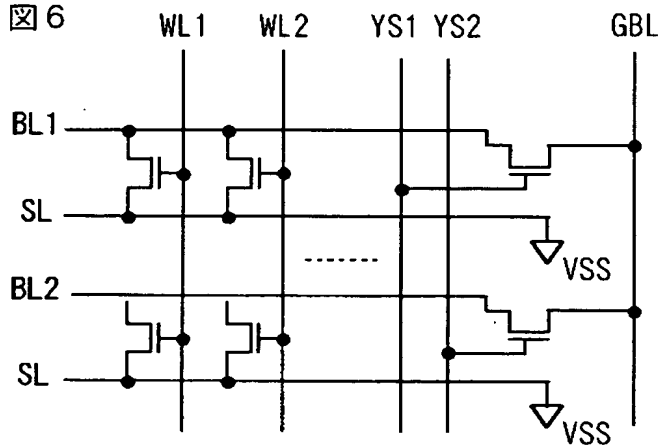 図6
WL1 WL2 YS1 YS2 GBL
BL1
SL
VSS
BL2
SL
VSS